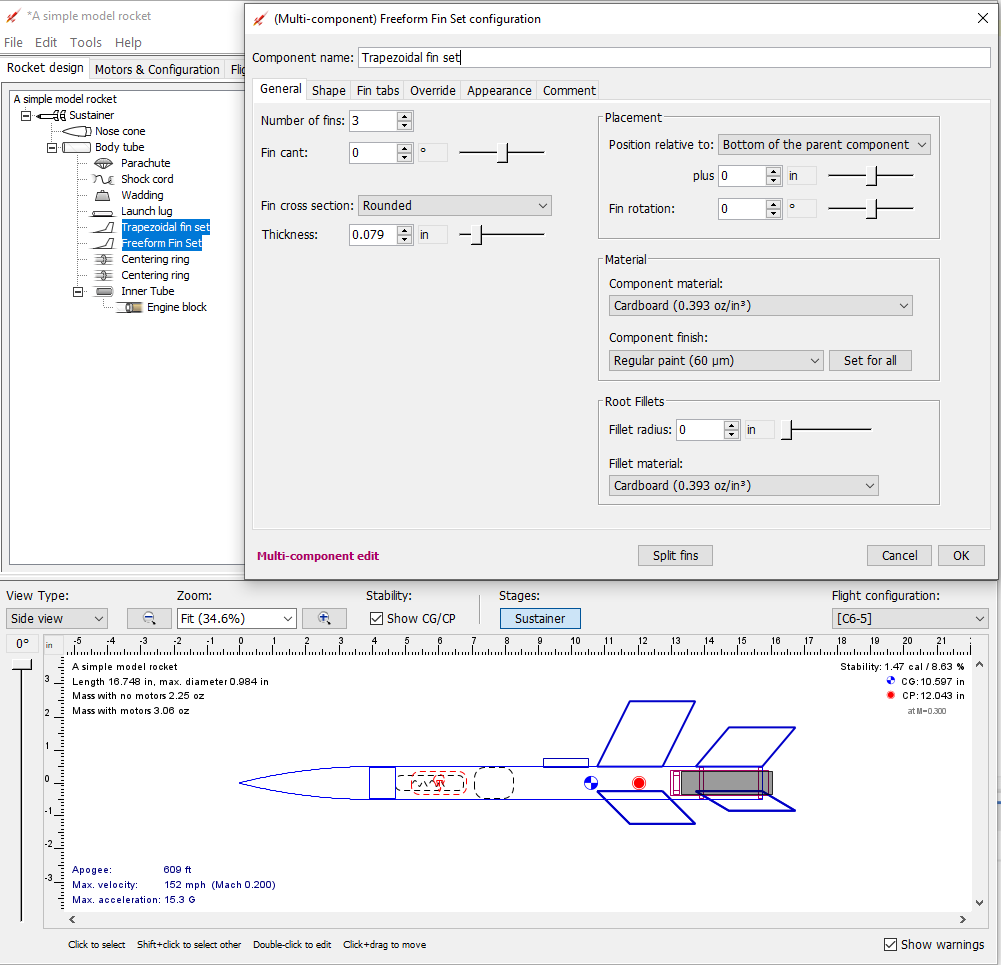 *A simple model rocket
File Edit Tools Help
Rocket design Motors & Configuration Flig
A simple model rocket
Sustainer
Nose cone
Body tube
Parachute
Shock cord
Wadding
Launch lug
Trapezoidal fin set
Freeform Fin Set
Centering ring
Centering ring
Inner Tube
Engine block
(Multi-component) Freeform Fin Set configuration
Component name: Trapezoidal fin set
General Shape Fin tabs Override Appearance Comment
Number of fins: 3
Fin cant: 0 °
Fin cross section: Rounded
Thickness: 0.079 in
Placement
Position relative to: Bottom of the parent component
plus 0 in
Fin rotation: 0 °
Material
Component material:
Cardboard (0.393 oz/in³)
Component finish:
Regular paint (60 µm) Set for all
Root Fillets
Fillet radius: 0 in
Fillet material:
Cardboard (0.393 oz/in³)
Multi-component edit Split fins Cancel OK
View Type: Zoom: Stability: Stages: Flight configuration:
Side view Fit (34.6%) Show CG/CP Sustainer [C6-5]
0° in -5 -4 -3 -2 -1 0 1 2 3 4 5 6 7 8 9 10 11 12 13 14 15 16 17 18 19 20 21
3
2
1
0
-1
-2
-3
A simple model rocket
Length 16.748 in, max. diameter 0.984 in
Mass with no motors 2.25 oz
Mass with motors 3.06 oz
Stability: 1.47 cal / 8.63 %
CG: 10.597 in
CP: 12.043 in
at M=0.300
Apogee: 609 ft
Max. velocity: 152 mph (Mach 0.200)
Max. acceleration: 15.3 G
Click to select Shift+click to select other Double-click to edit Click+drag to move Show warnings